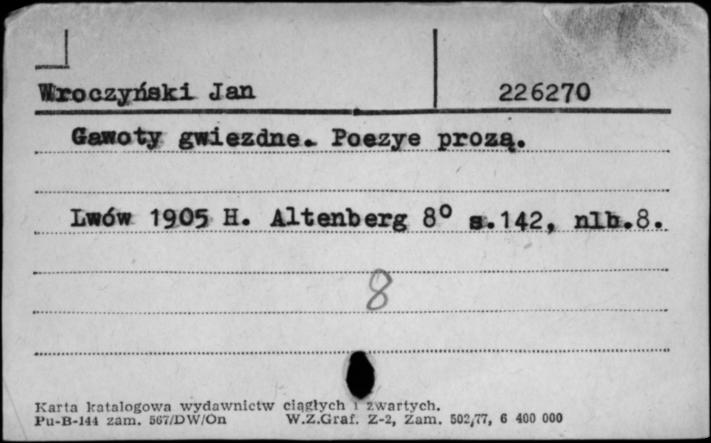 Wroczyński Jan 226270
Gawoty gwiezdne. Poezye prozą.
Lwów 1905 H. Altenberg 8° s.142, nlb.8.
8
Karta katalogowa wydawnictw ciągłych i zwartych.
Pu-B-144 zam. 567/DW/On W.Z.Graf. Z-2, Zam. 502/77, 6 400 000